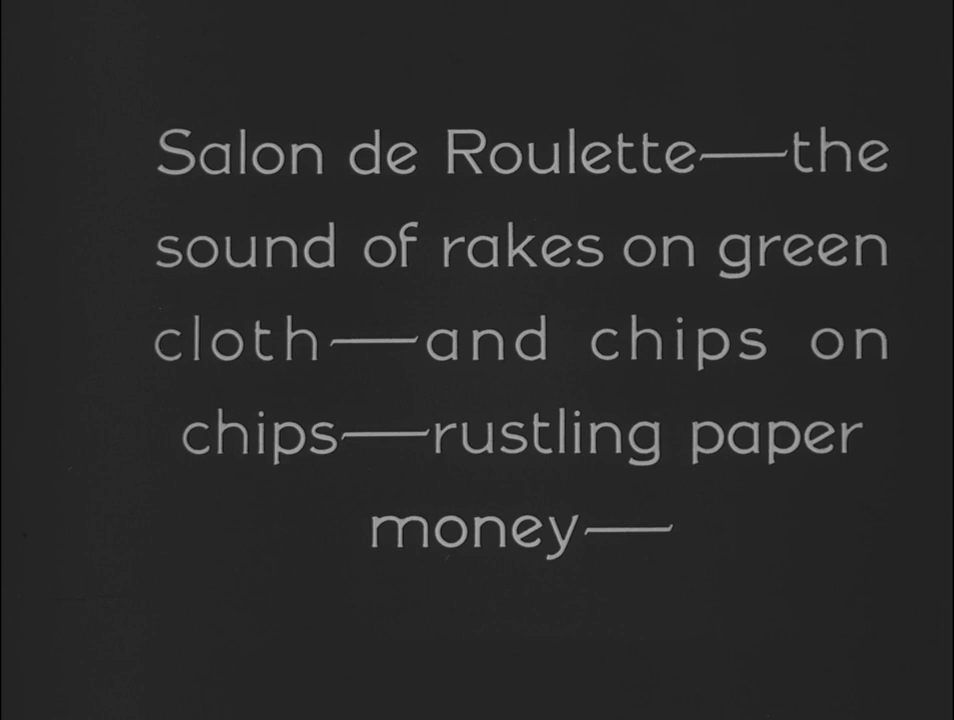 Salon de Roulette—the
sound of rakes on green
cloth—and chips on
chips—rustling paper
money—